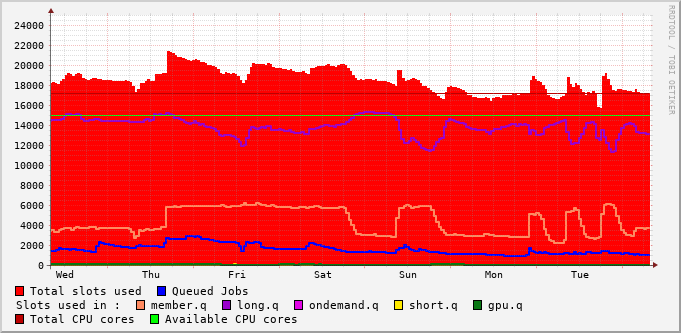 RRDTOOL / TOBI OETIKER
24000
22000
20000
18000
16000
14000
12000
10000
8000
6000
4000
2000
0
Wed Thu Fri Sat Sun Mon Tue
Total slots used Queued Jobs
Slots used in : member.q long.q ondemand.q short.q gpu.q
Total CPU cores Available CPU cores